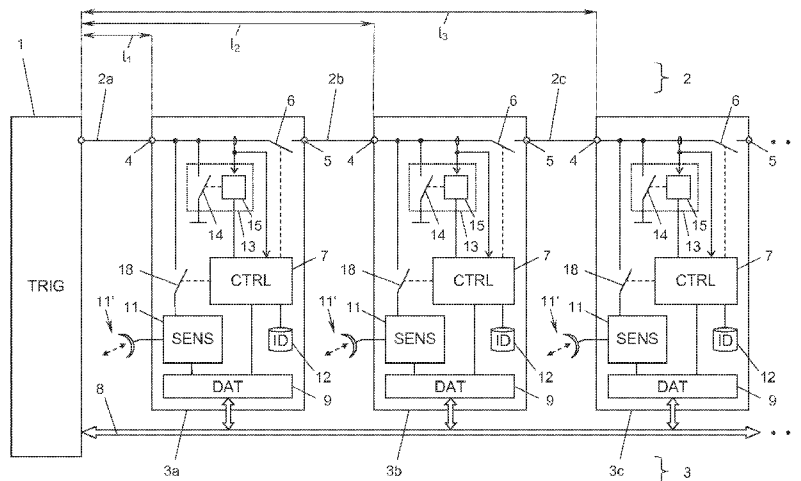 l₃
l₂
l₁
1
2a 2b 2c 2
6 6 6
4 5 4 5 4 5
15 15 15
14 13 14 13 14 13
18 7 18 7 18 7
TRIG CTRL CTRL CTRL
11' 11 11' 11 11' 11
SENS ID SENS ID SENS ID
12 12 12
DAT DAT DAT
8 9 9 9
3a 3b 3c 3